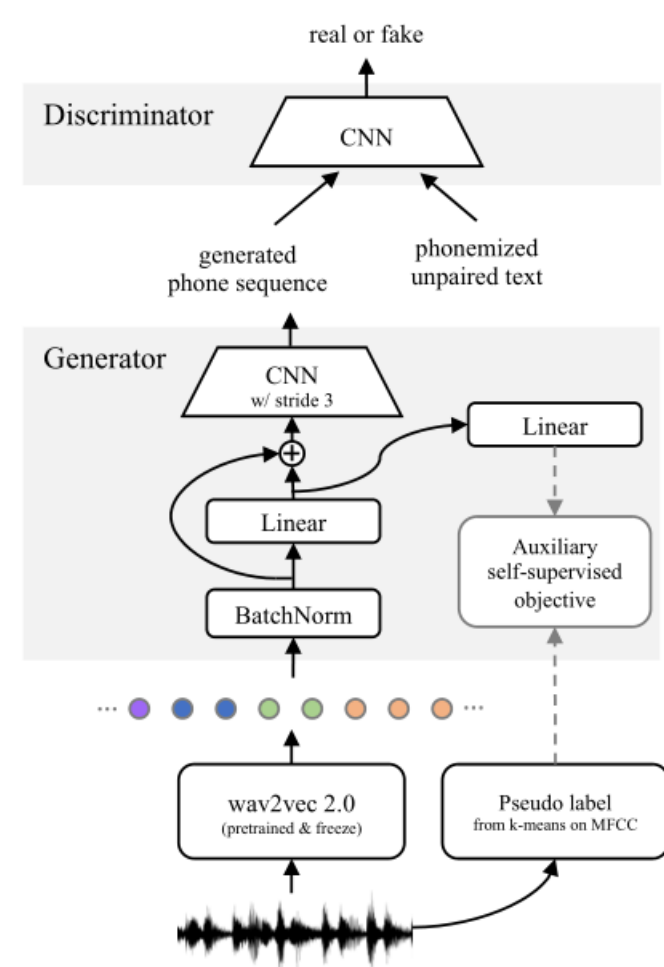 real or fake
Discriminator
CNN
generated
phone sequence
phonemized
unpaired text
Generator
CNN
w/ stride 3
Linear
Linear
Auxiliary
self-supervised
objective
BatchNorm
...
...
wav2vec 2.0
(pretrained & freeze)
Pseudo label
from k-means on MFCC